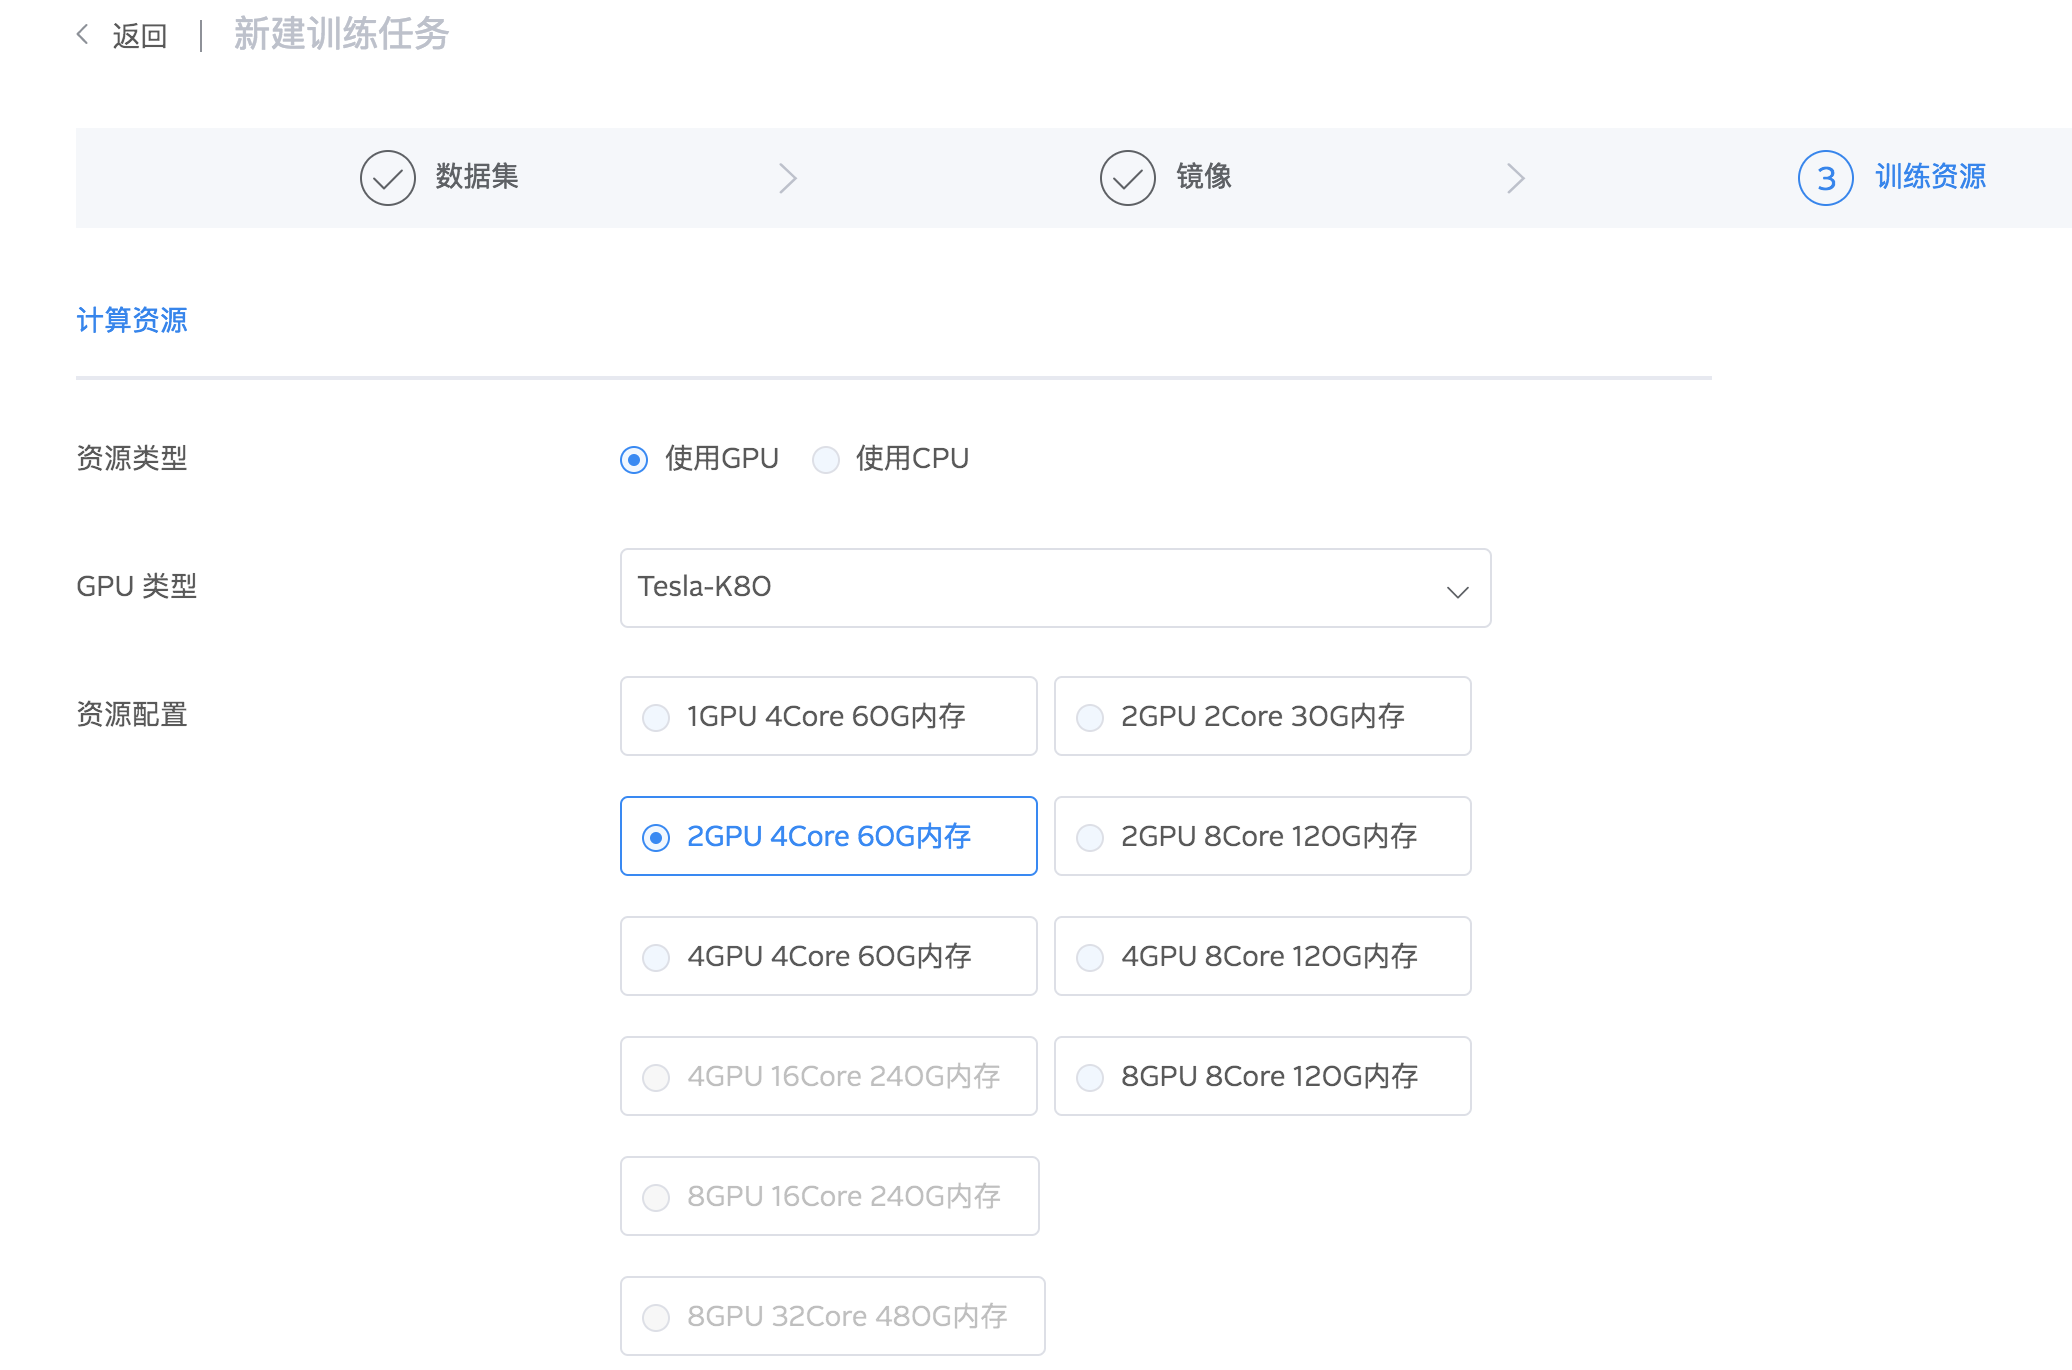 返回 | 新建训练任务
数据集
镜像
3 训练资源
计算资源
资源类型
使用GPU
使用CPU
GPU 类型
Tesla-K80
资源配置
1GPU 4Core 60G内存
2GPU 2Core 30G内存
2GPU 4Core 60G内存
2GPU 8Core 120G内存
4GPU 4Core 60G内存
4GPU 8Core 120G内存
4GPU 16Core 240G内存
8GPU 8Core 120G内存
8GPU 16Core 240G内存
8GPU 32Core 480G内存